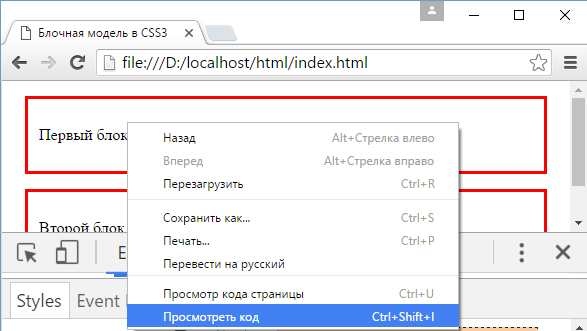 Блочная модель в CSS3
file:///D:/localhost/html/index.html
Первый блок
Назад Alt+Стрелка влево
Вперед Alt+Стрелка вправо
Перезагрузить Ctrl+R
Сохранить как... Ctrl+S
Второй блок
Печать... Ctrl+P
Перевести на русский
Styles Event
Просмотр кода страницы Ctrl+U
Просмотреть код Ctrl+Shift+I